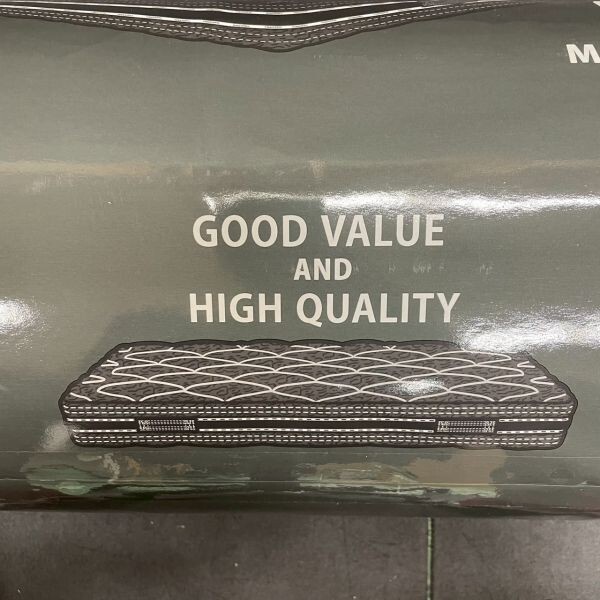 M
GOOD VALUE
AND
HIGH QUALITY